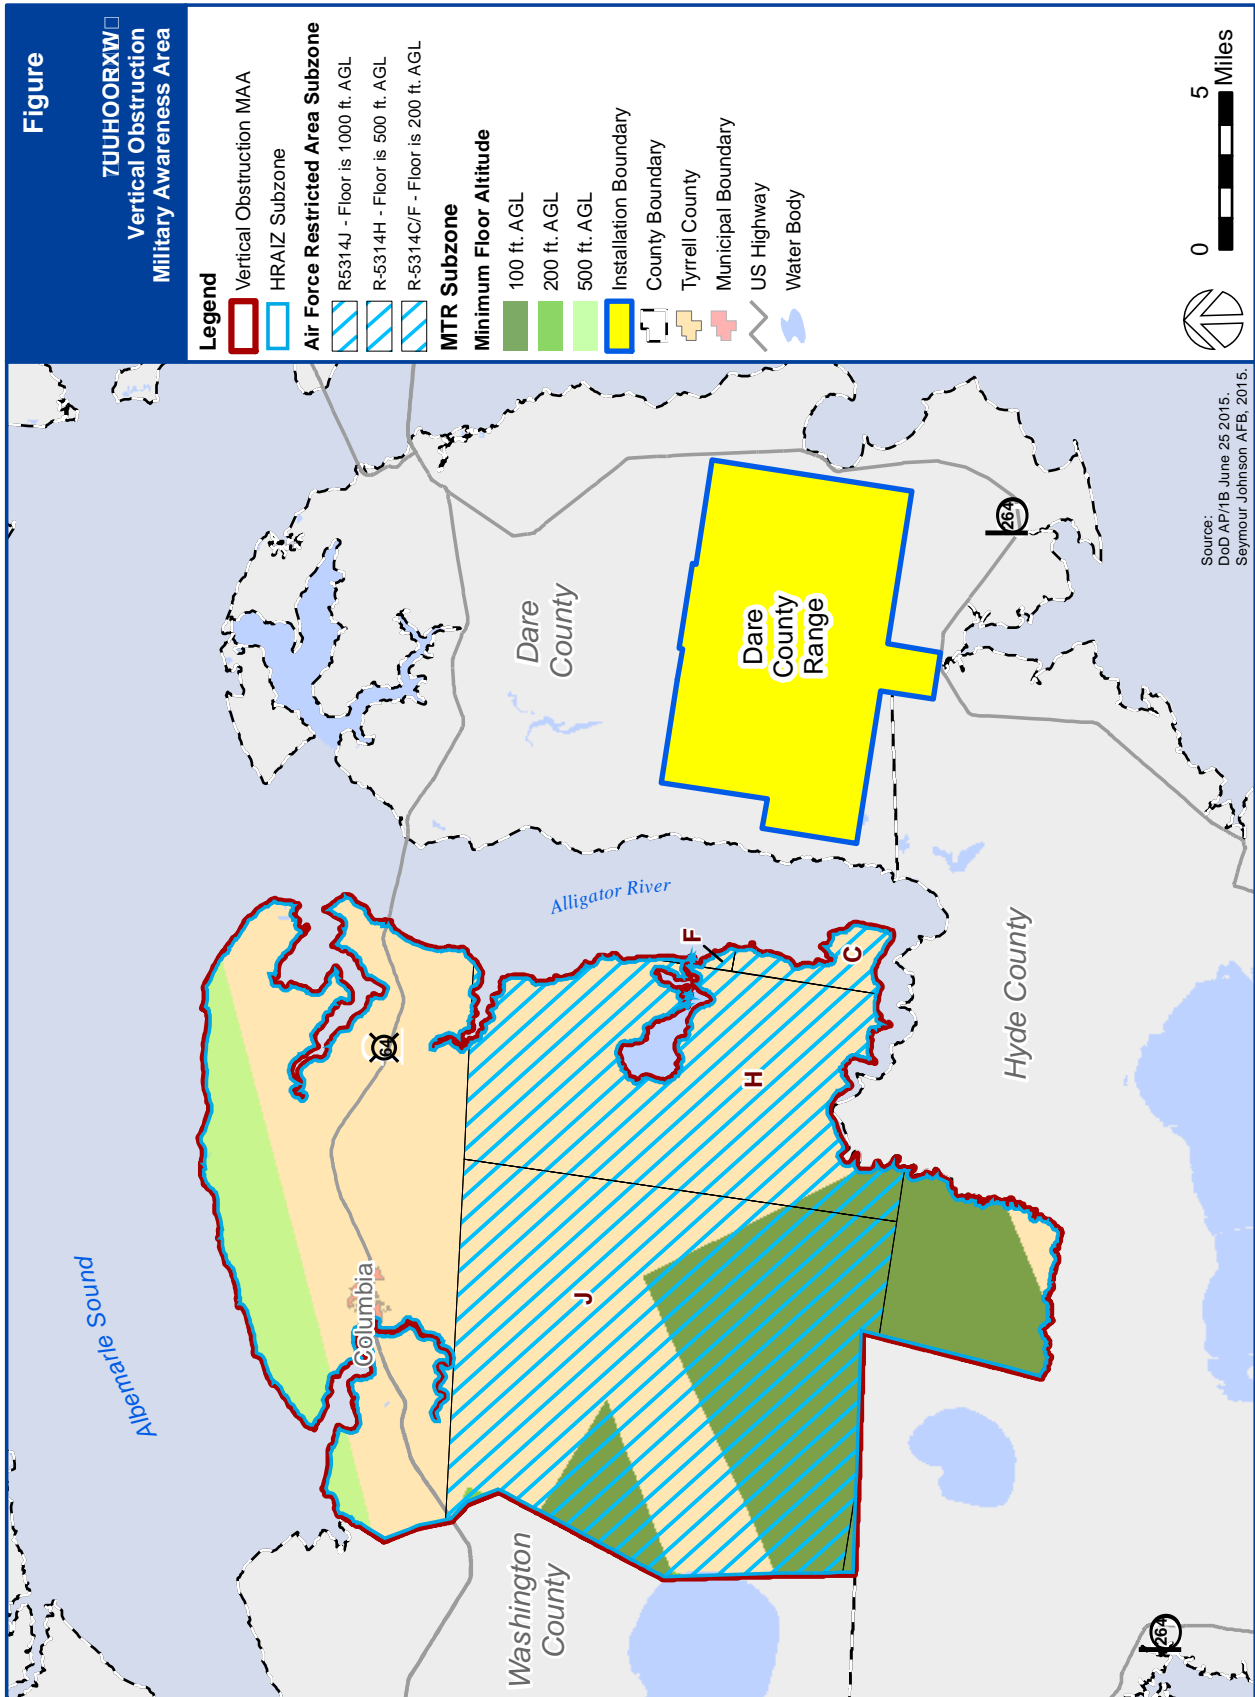 Figure
Vertical Obstruction
Military Awareness Area
Legend
Vertical Obstruction MAA
HRAIZ Subzone
Air Force Restricted Area Subzone
R5314J - Floor is 1000 ft. AGL
R-5314H - Floor is 500 ft. AGL
R-5314C/F - Floor is 200 ft. AGL
MTR Subzone
Minimum Floor Altitude
100 ft. AGL
200 ft. AGL
500 ft. AGL
Installation Boundary
County Boundary
Tyrrell County
Municipal Boundary
US Highway
Water Body
0 5
Miles
Albemarle Sound
Columbia
64
Alligator River
Dare
County
Dare
County
Range
264
F
C
H
J
Washington
County
Hyde County
264
Source:
DoD AP/1B June 25 2015.
Seymour Johnson AFB, 2015.